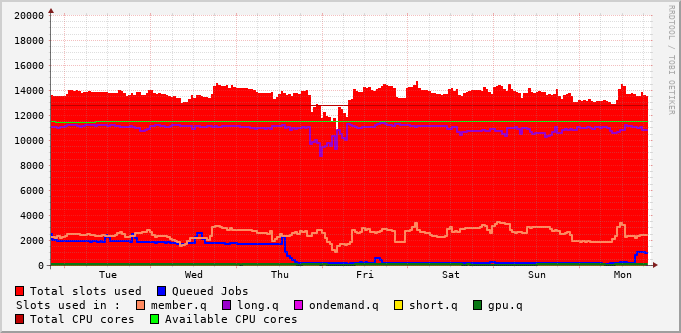 20000
18000
16000
14000
12000
10000
8000
6000
4000
2000
0
Tue Wed Thu Fri Sat Sun Mon
RRDTOOL / TOBI OETIKER
Total slots used Queued Jobs
Slots used in : member.q long.q ondemand.q short.q gpu.q
Total CPU cores Available CPU cores